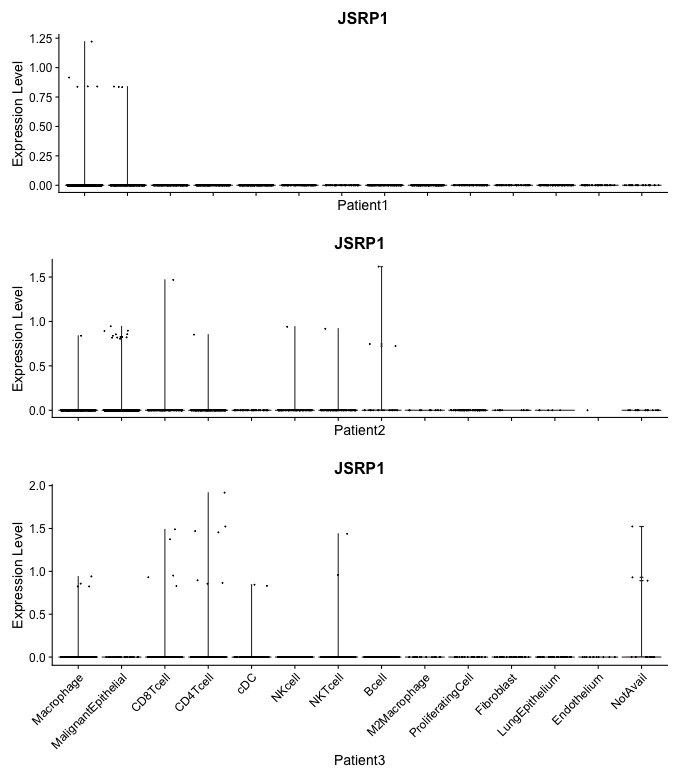 JSRP1
Expression Level
1.25
1.00
0.75
0.50
0.25
0.00
Patient1
JSRP1
Expression Level
1.5
1.0
0.5
0.0
Patient2
JSRP1
Expression Level
2.0
1.5
1.0
0.5
0.0
Macrophage
MalignantEpithelial
CD8Tcell
CD4Tcell
cDC
NKcell
NKTcell
Bcell
M2Macrophage
ProliferatingCell
Fibroblast
LungEpithelium
Endothelium
NotAvail
Patient3